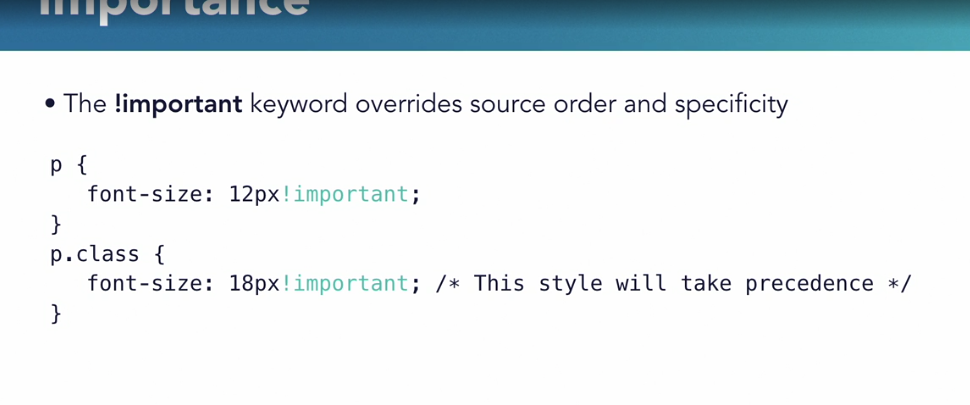 importance
• The !important keyword overrides source order and specificity
p {
font-size: 12px!important;
}
p.class {
font-size: 18px!important; /* This style will take precedence */
}